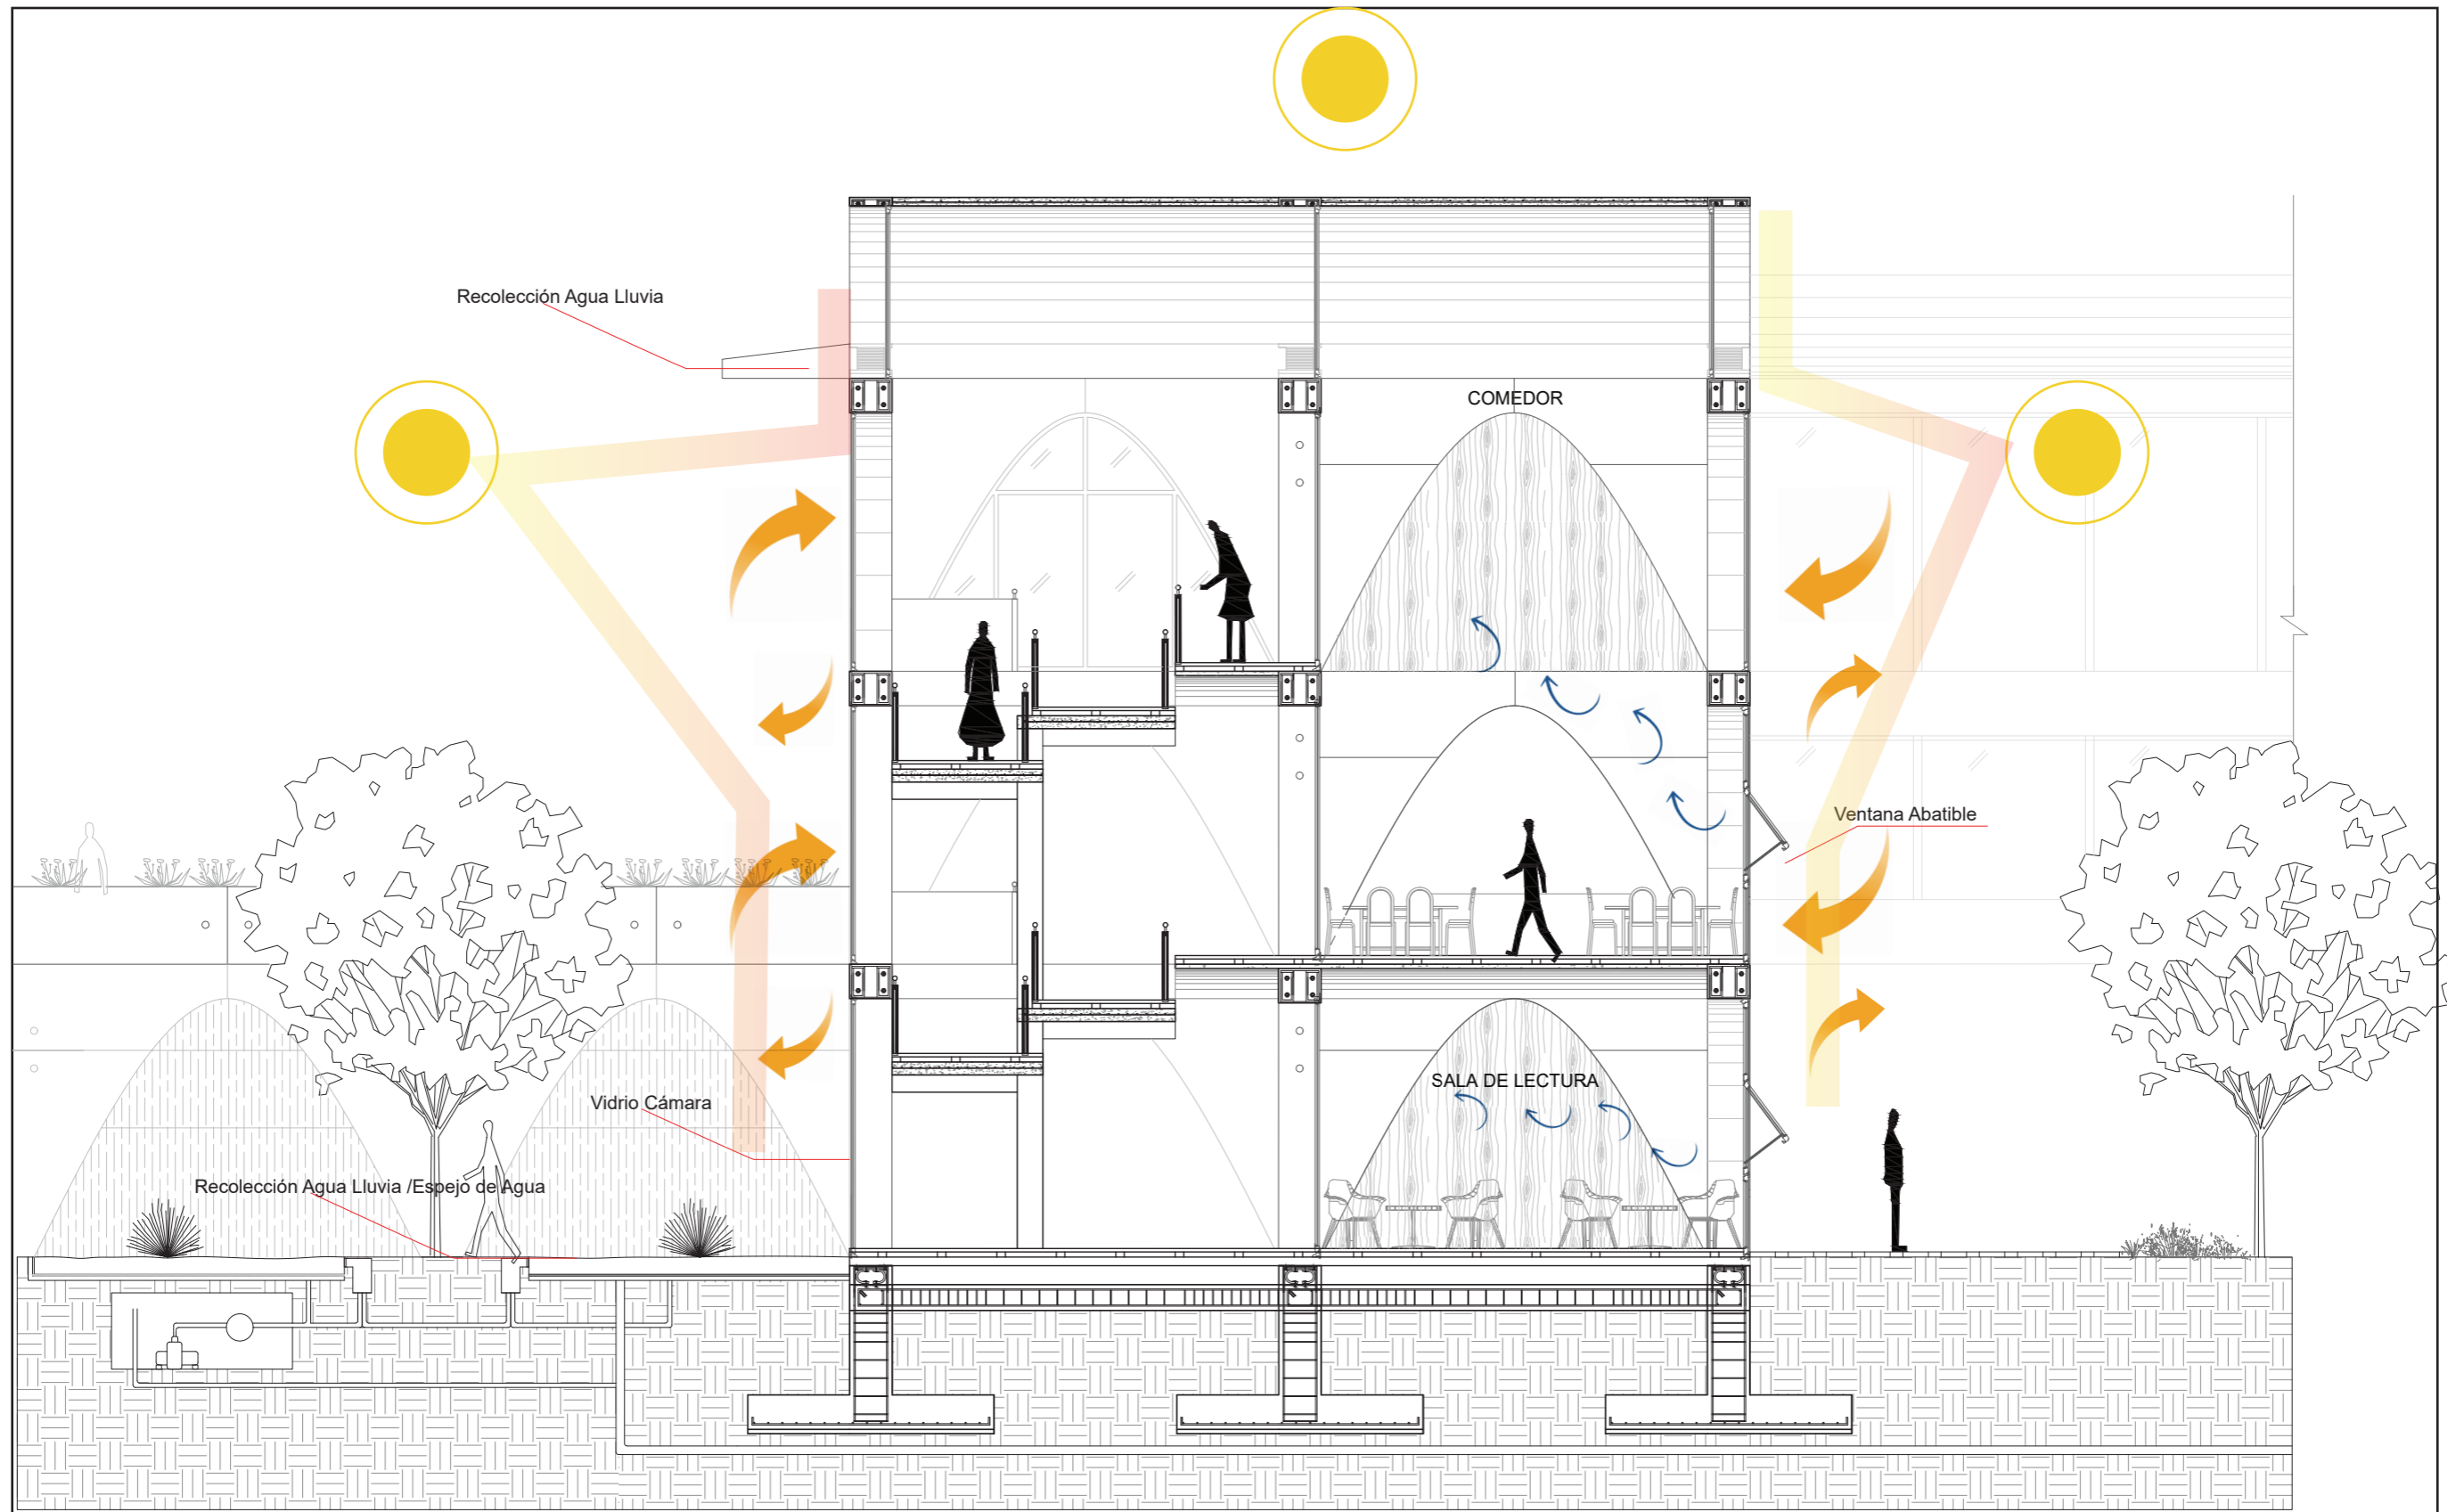 Recolección Agua Lluvia
COMEDOR
Ventana Abatible
SALA DE LECTURA
Vidrio Cámara
Recolección Agua Lluvia /Espejo de Agua